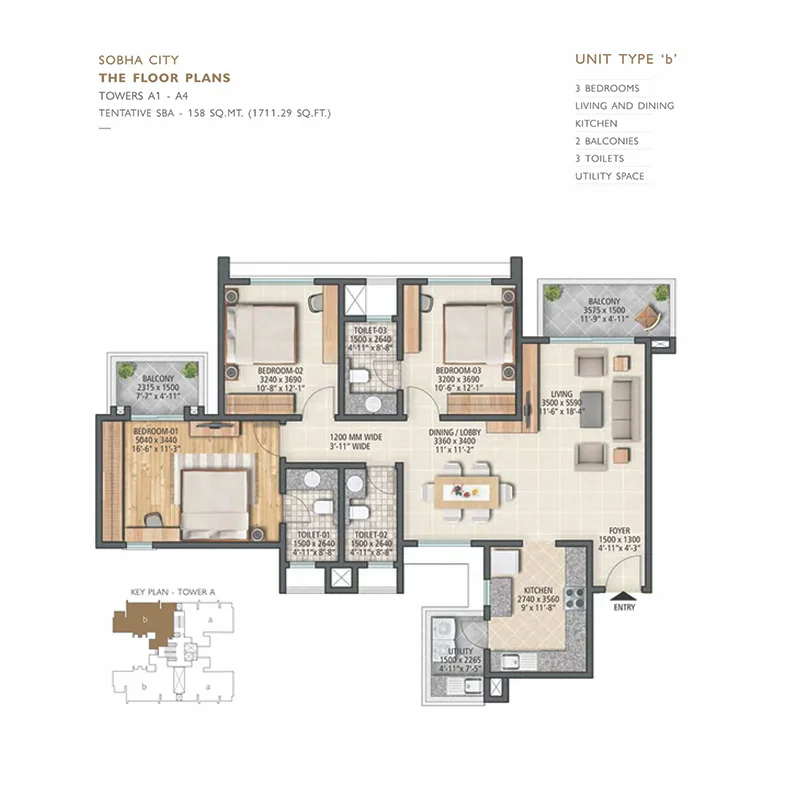 SOBHA CITY
THE FLOOR PLANS
TOWERS A1 - A4
TENTATIVE SBA - 158 SQ.MT. (1711.29 SQ.FT.)
UNIT TYPE ‘b’
3 BEDROOMS
LIVING AND DINING
KITCHEN
2 BALCONIES
3 TOILETS
UTILITY SPACE
BALCONY
3575 x 1500
11'-9" x 4'-11"
TOILET-03
1500 x 2640
4'-11" x 8'-8"
BEDROOM-02
3240 x 3690
10'-8" x 12'-1"
BEDROOM-03
3200 x 3690
10'-6" x 12'-1"
BALCONY
2315 x 1500
7'-7" x 4'-11"
LIVING
3500 x 5590
11'-6" x 18'-4"
BEDROOM-01
5040 x 3440
16'-6" x 11'-3"
1200 MM WIDE
3'-11" WIDE
DINING / LOBBY
3360 x 3400
11' x 11'-2"
TOILET-01
1500 x 2640
4'-11" x 8'-8"
TOILET-02
1500 x 2640
4'-11" x 8'-8"
FOYER
1500 x 1300
4'-11" x 4'-3"
KITCHEN
2740 x 3560
9' x 11'-8"
ENTRY
UTILITY
1500 x 2265
4'-11" x 7'-5"
KEY PLAN - TOWER A
b
a
b
a